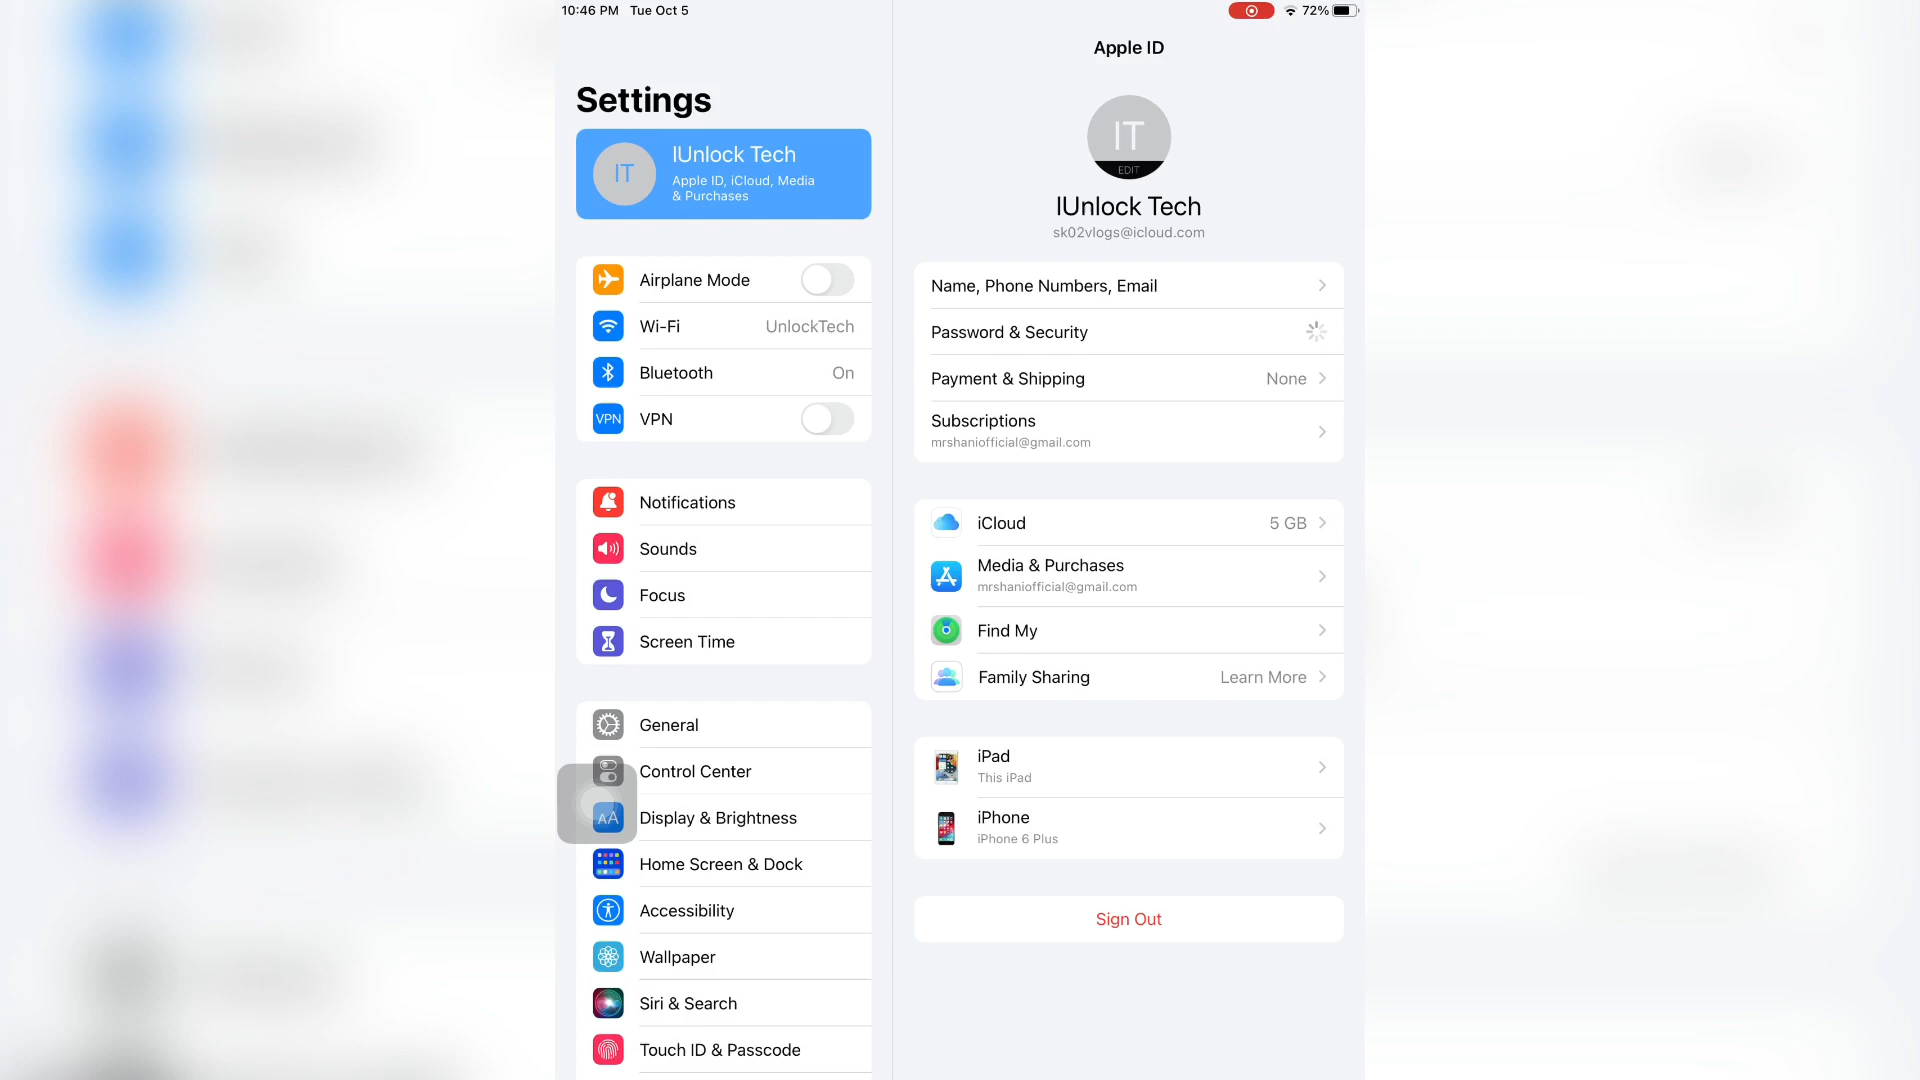 10:46 PM Tue Oct 5
72%
Settings
IT
IUnlock Tech
Apple ID, iCloud, Media
& Purchases
Airplane Mode
Wi-Fi UnlockTech
Bluetooth On
VPN VPN
Notifications
Sounds
Focus
Screen Time
General
Control Center
AA Display & Brightness
Home Screen & Dock
Accessibility
Wallpaper
Siri & Search
Touch ID & Passcode
Apple ID
IT
EDIT
IUnlock Tech
sk02vlogs@icloud.com
Name, Phone Numbers, Email
Password & Security
Payment & Shipping None
Subscriptions
mrshaniofficial@gmail.com
iCloud 5 GB
Media & Purchases
mrshaniofficial@gmail.com
Find My
Family Sharing Learn More
iPad
This iPad
iPhone
iPhone 6 Plus
Sign Out